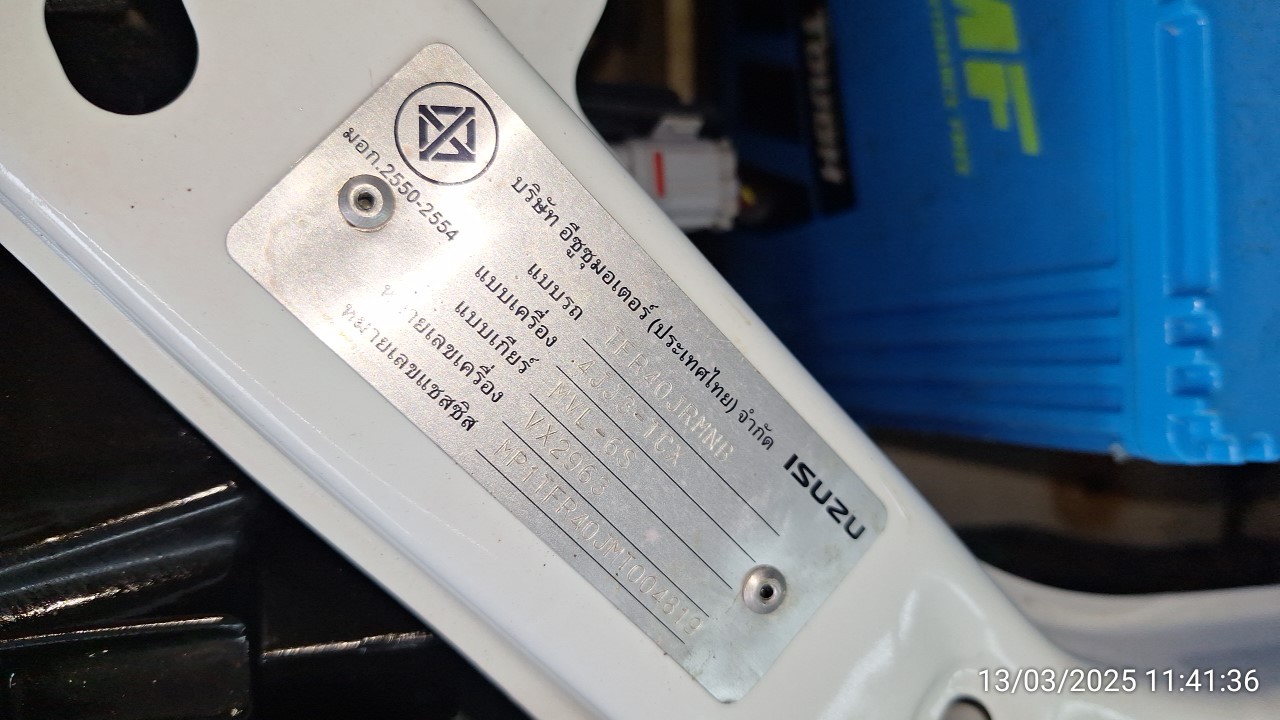 มอก.2550-2554
บริษัท อีซูซุมอเตอร์ (ประเทศไทย) จำกัด ISUZU
แบบรถ TFR40JRMNB
แบบเครื่อง 4JJ3-TCX
แบบเกียร์ MVL-6S
หมายเลขเครื่อง VX2963
หมายเลขแชสซิส MP1TFR40JMT004819
MF
13/03/2025 11:41:36